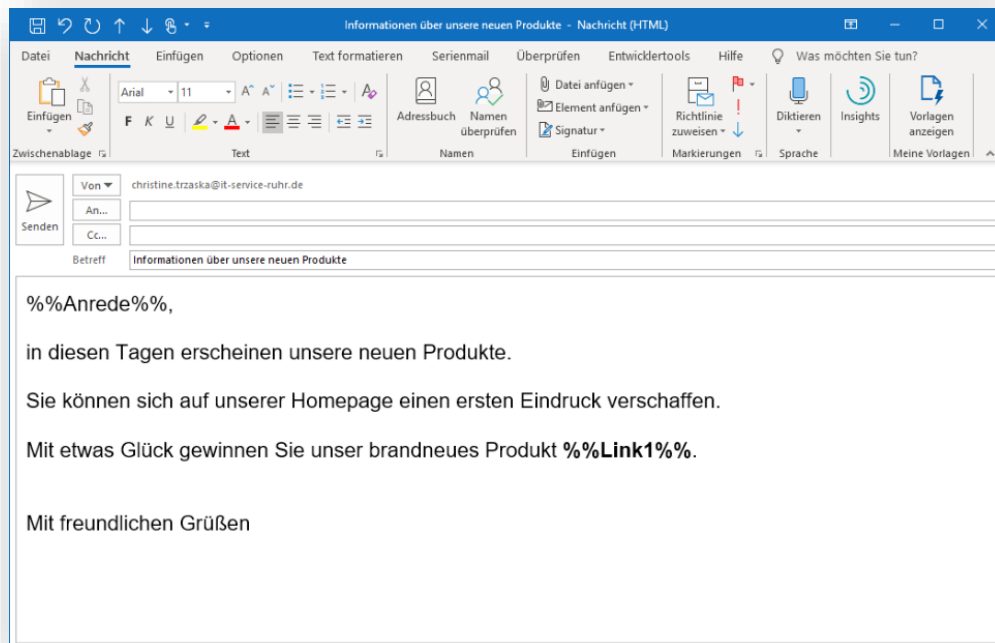 Informationen über unsere neuen Produkte - Nachricht (HTML)
Datei Nachricht Einfügen Optionen Text formatieren Serienmail Überprüfen Entwicklertools Hilfe Was möchten Sie tun?
Einfügen
Arial 11
F K U A
Adressbuch
Namen überprüfen
Datei anfügen
Element anfügen
Signatur
Richtlinie zuweisen
Diktieren
Insights
Vorlagen anzeigen
Zwischenablage Text Namen Einfügen Markierungen Sprache Meine Vorlagen
Senden
Von christine.trzaska@it-service-ruhr.de
An...
Cc...
Betreff Informationen über unsere neuen Produkte
%%Anrede%%,
in diesen Tagen erscheinen unsere neuen Produkte.
Sie können sich auf unserer Homepage einen ersten Eindruck verschaffen.
Mit etwas Glück gewinnen Sie unser brandneues Produkt %%Link1%%.
Mit freundlichen Grüßen